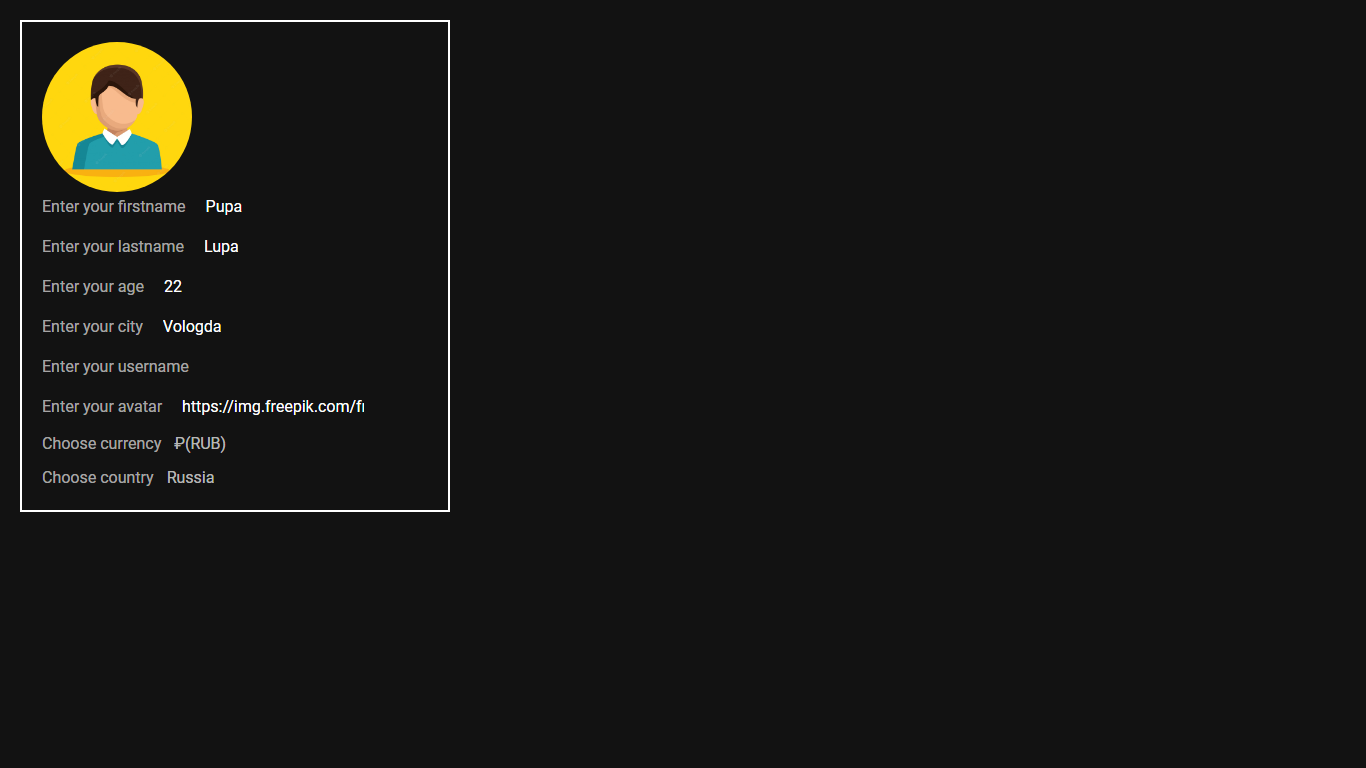 Enter your firstname Pupa
Enter your lastname Lupa
Enter your age 22
Enter your city Vologda
Enter your username
Enter your avatar https://img.freepik.com/f
Choose currency ₽(RUB)
Choose country Russia